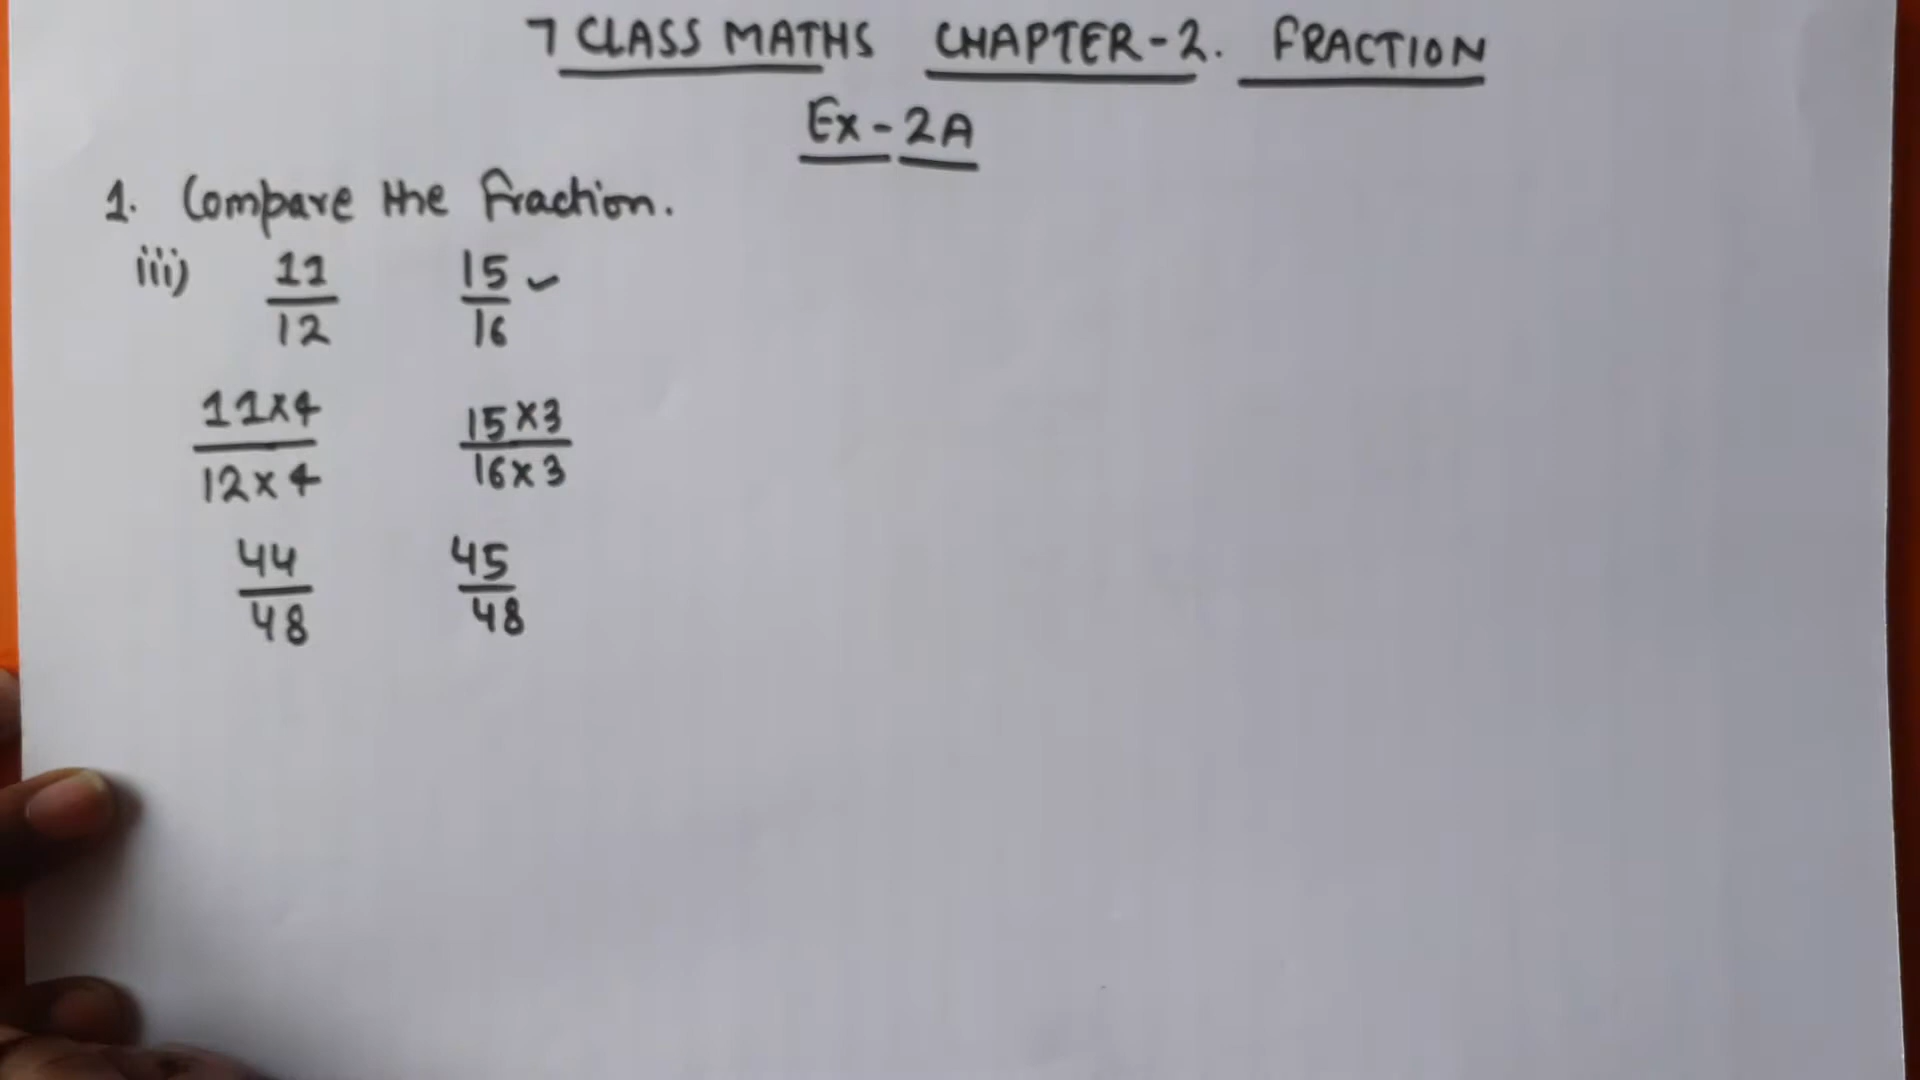 7 CLASS MATHS CHAPTER-2. FRACTION
Ex-2A
1. Compare the fraction.
iii) 11/12 15/16 ✓
11×4/12×4 15×3/16×3
44/48 45/48